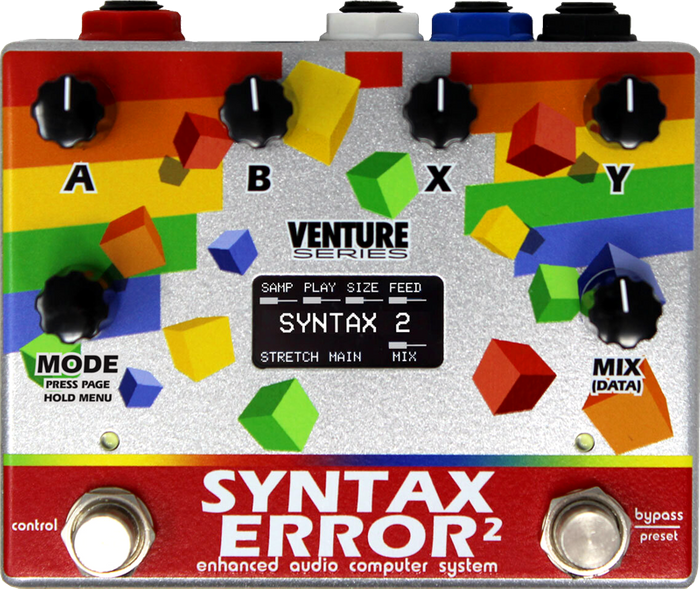 A B X Y
VENTURE
SERIES
SAMP PLAY SIZE FEED
SYNTAX 2
STRETCH MAIN MIX
MODE
PRESS PAGE
HOLD MENU
MIX
(DATA)
SYNTAX
ERROR²
control
bypass
preset
enhanced audio computer system